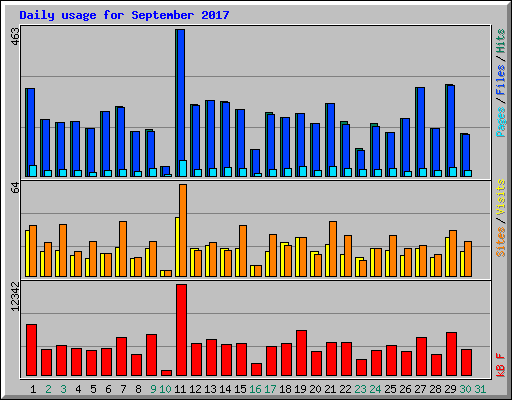 Daily usage for September 2017
463
Pages / Files / Hits
64
Sites / Visits
12342
kB F
1 2 3 4 5 6 7 8 9 10 11 12 13 14 15 16 17 18 19 20 21 22 23 24 25 26 27 28 29 30 31